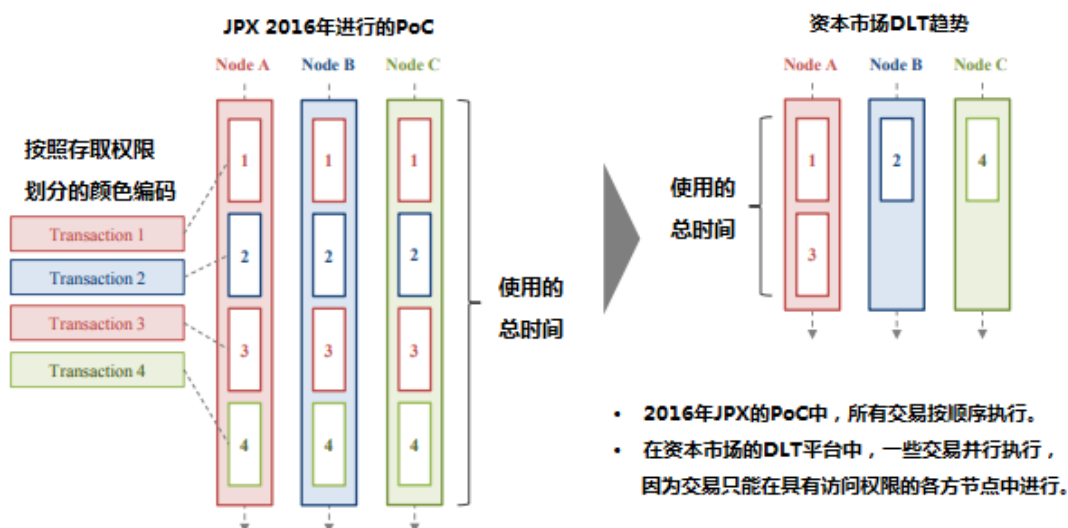 JPX 2016年进行的PoC
Node A Node B Node C
按照存取权限
划分的颜色编码
Transaction 1
Transaction 2
Transaction 3
Transaction 4
1 1 1
2 2 2
3 3 3
4 4 4
使用的
总时间
资本市场DLT趋势
Node A Node B Node C
使用的
总时间
1 2 4
3
• 2016年JPX的PoC中，所有交易按顺序执行。
• 在资本市场的DLT平台中，一些交易并行执行，
因为交易只能在具有访问权限的各方节点中进行。